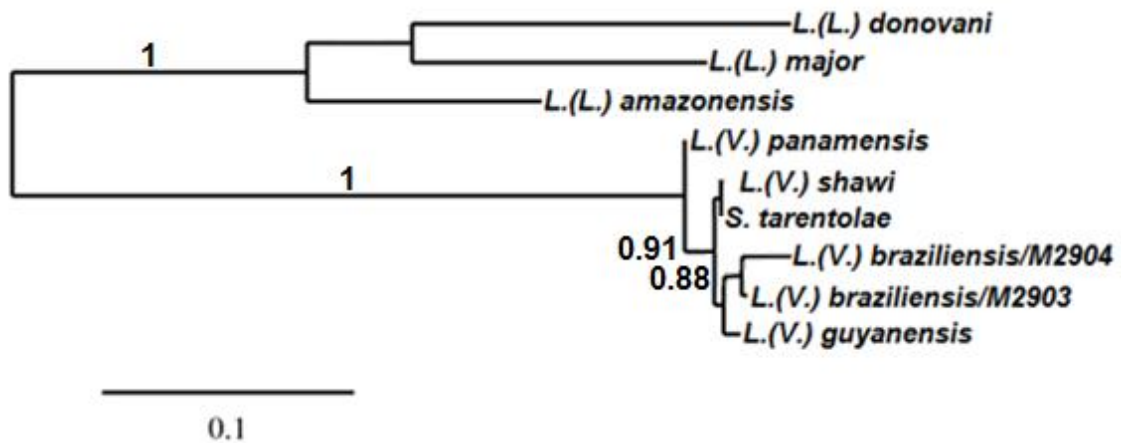 L.(L.) donovani
1
L.(L.) major
L.(L.) amazonensis
L.(V.) panamensis
1
L.(V.) shawi
S. tarentolae
0.91
L.(V.) braziliensis/M2904
0.88
L.(V.) braziliensis/M2903
L.(V.) guyanensis
0.1